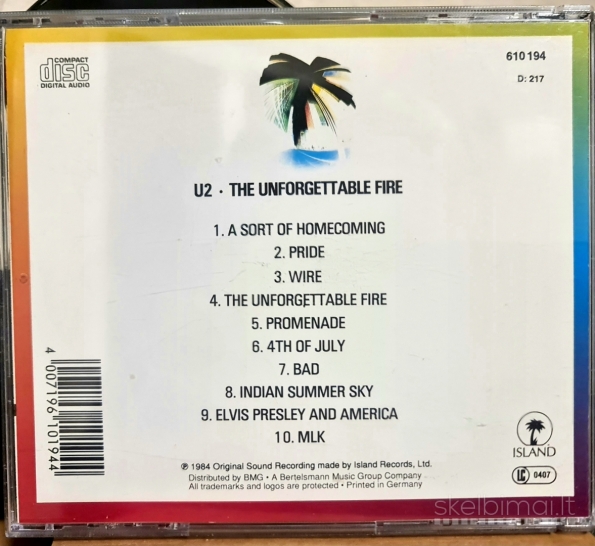 COMPACT
disc
DIGITAL AUDIO
610 194
D: 217
U2 · THE UNFORGETTABLE FIRE
1. A SORT OF HOMECOMING
2. PRIDE
3. WIRE
4. THE UNFORGETTABLE FIRE
5. PROMENADE
6. 4TH OF JULY
7. BAD
8. INDIAN SUMMER SKY
9. ELVIS PRESLEY AND AMERICA
10. MLK
4 007196 101944
ISLAND
LC 0407
℗ 1984 Original Sound Recording made by Island Records, Ltd.
Distributed by BMG • A Bertelsmann Music Group Company
All trademarks and logos are protected • Printed in Germany
skelbimai.lt